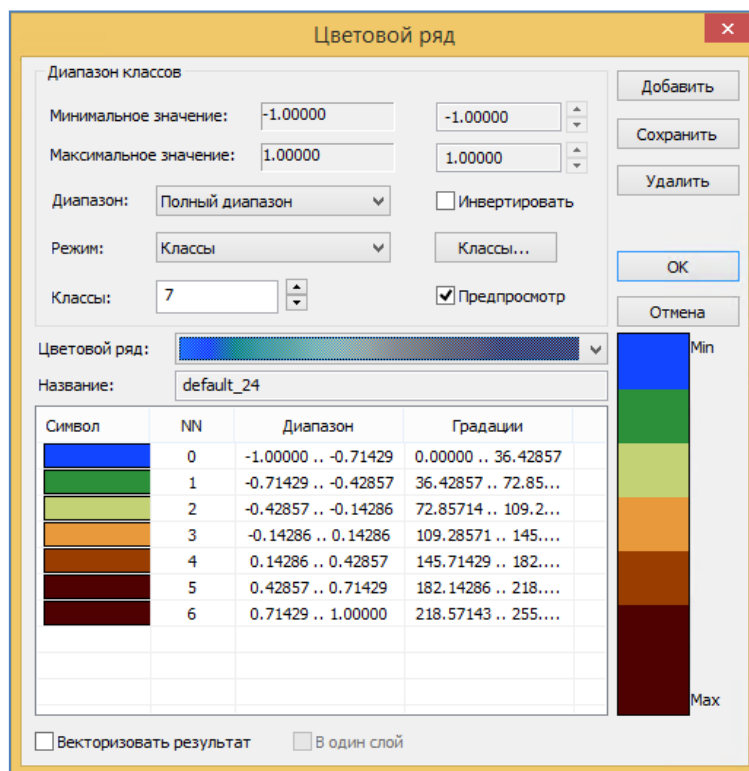 Цветовой ряд
Диапазон классов
Добавить
Минимальное значение: -1.00000 -1.00000
Сохранить
Максимальное значение: 1.00000 1.00000
Удалить
Диапазон: Полный диапазон Инвертировать
Режим: Классы Классы...
OK
Классы: 7 Предпросмотр
Отмена
Цветовой ряд:
Min
Название: default_24
Символ NN Диапазон Градации
0 -1.00000 .. -0.71429 0.00000 .. 36.42857
1 -0.71429 .. -0.42857 36.42857 .. 72.85...
2 -0.42857 .. -0.14286 72.85714 .. 109.2...
3 -0.14286 .. 0.14286 109.28571 .. 145....
4 0.14286 .. 0.42857 145.71429 .. 182....
5 0.42857 .. 0.71429 182.14286 .. 218....
6 0.71429 .. 1.00000 218.57143 .. 255....
Max
Векторизовать результат В один слой